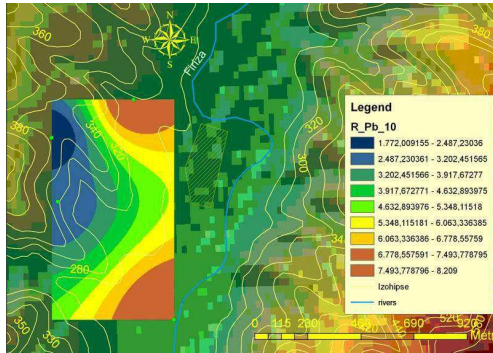 360
N
W E
S
Firiza
380
340
320
320
280
350
330
Legend
R_Pb_10
1.772,009155 - 2.487,23036
2.487,230361 - 3.202,451565
3.202,451566 - 3.917,67277
3.917,672771 - 4.632,893975
4.632,893976 - 5.348,11518
5.348,115181 - 6.063,336385
6.063,336386 - 6.778,55759
6.778,557591 - 7.493,778795
7.493,778796 - 8.209
Izohipse
rivers
0 115 230 460 690 920
Metr